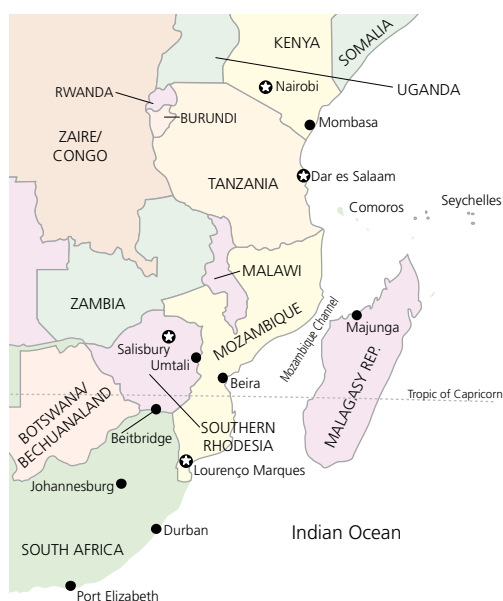 KENYA
SOMALIA
Nairobi
UGANDA
RWANDA
BURUNDI
Mombasa
ZAIRE/
CONGO
TANZANIA
Dar es Salaam
Comoros
Seychelles
MALAWI
ZAMBIA
MOZAMBIQUE
Mozambique Channel
Majunga
Salisbury
Umtali
Beira
MALAGASY REP.
Tropic of Capricorn
BOTSWANA/
BECHUANALAND
Beitbridge
SOUTHERN
RHODESIA
Lourenço Marques
Johannesburg
Durban
Indian Ocean
SOUTH AFRICA
Port Elizabeth